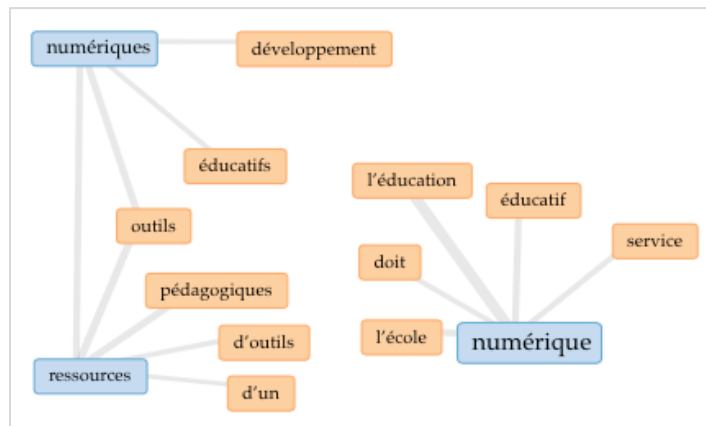 numériques
développement
éducatifs
l'éducation
éducatif
outils
service
doit
pédagogiques
l'école
d'outils
numérique
ressources
d'un